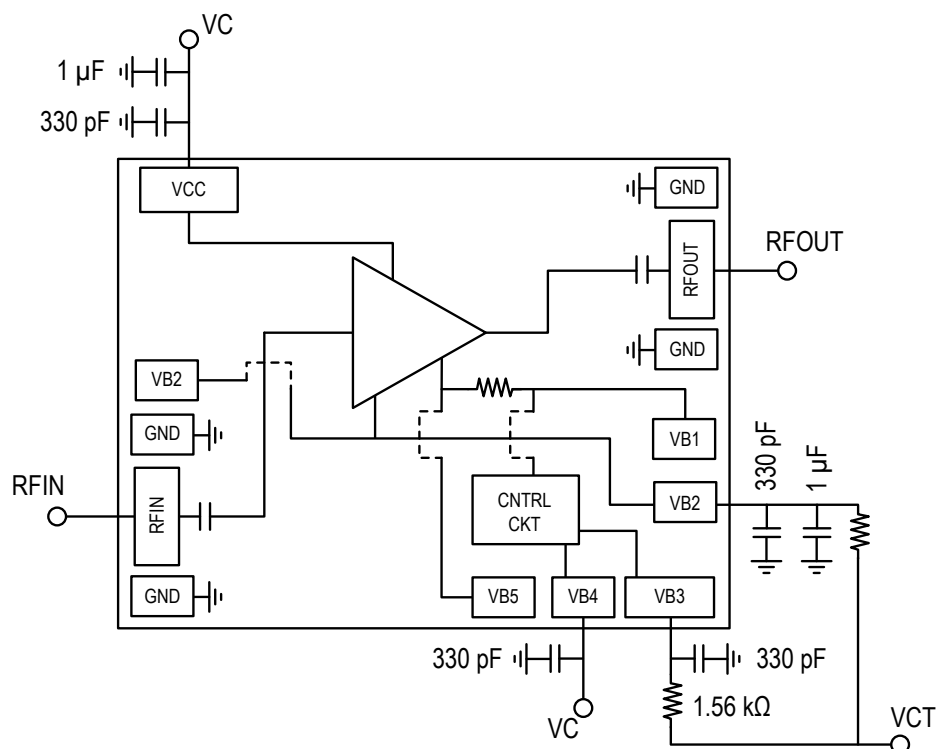 VC
1 µF
330 pF
VCC
GND
RFOUT
RFOUT
GND
VB2
GND
VB1
330 pF
1 µF
RFIN
RFIN
CNTRL
CKT
VB2
GND
VB5
VB4
VB3
330 pF
330 pF
1.56 kΩ
VC
VCT